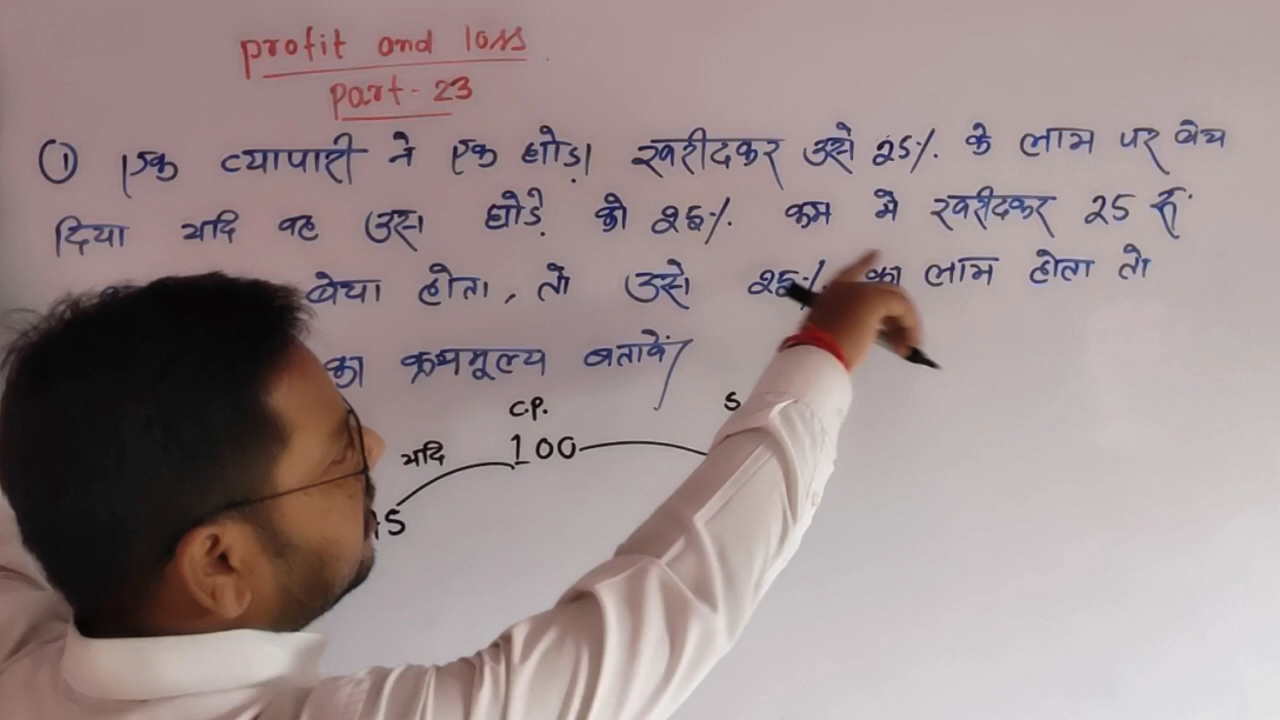 profit and loss
Part - 23
① एक व्यापारी ने एक घोड़ा खरीदकर उसे 25% के लाभ पर बेच
दिया यदि वह उस घोड़े को 25% कम में खरीदकर 25 रु॰
बेचा होता, तो उसे 25% का लाभ होता तो
का क्रयमूल्य बतावें
C.P. S
यदि 100
5